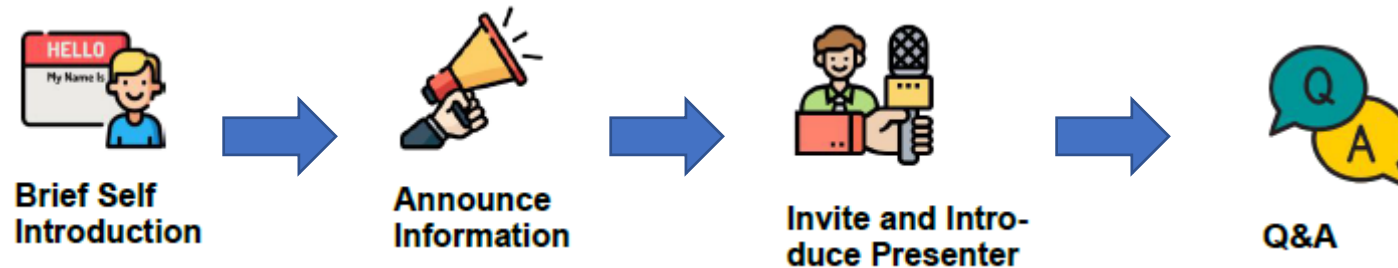 HELLO
My Name Is
Brief Self
Introduction
Announce
Information
Invite and Intro-
duce Presenter
Q
A
Q&A